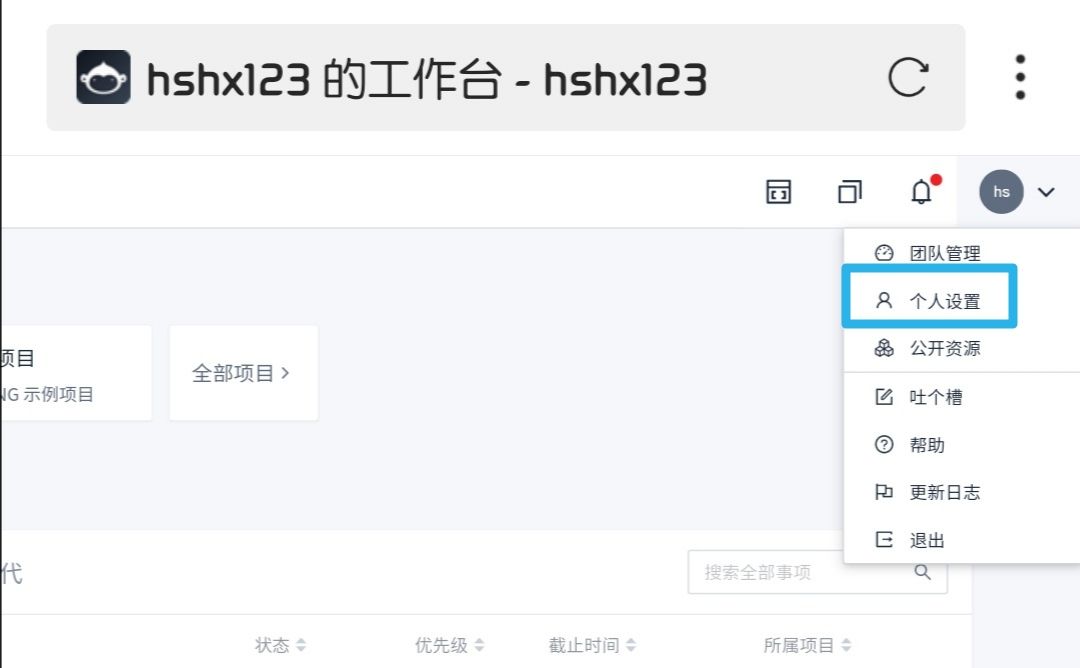 hshx123 的工作台 - hshx123
hs
团队管理
个人设置
公开资源
吐个槽
帮助
更新日志
退出
项目
NG 示例项目
全部项目 >
代
搜索全部事项
状态
优先级
截止时间
所属项目